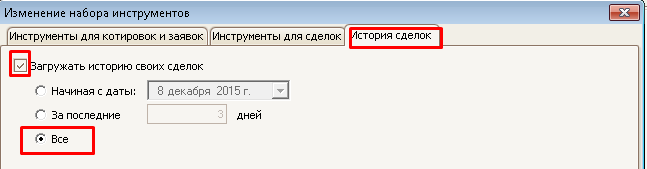 Изменение набора инструментов
Инструменты для котировок и заявок Инструменты для сделок История сделок
Загружать историю своих сделок
Начиная с даты: 8 декабря 2015 г.
За последние 3 дней
Все